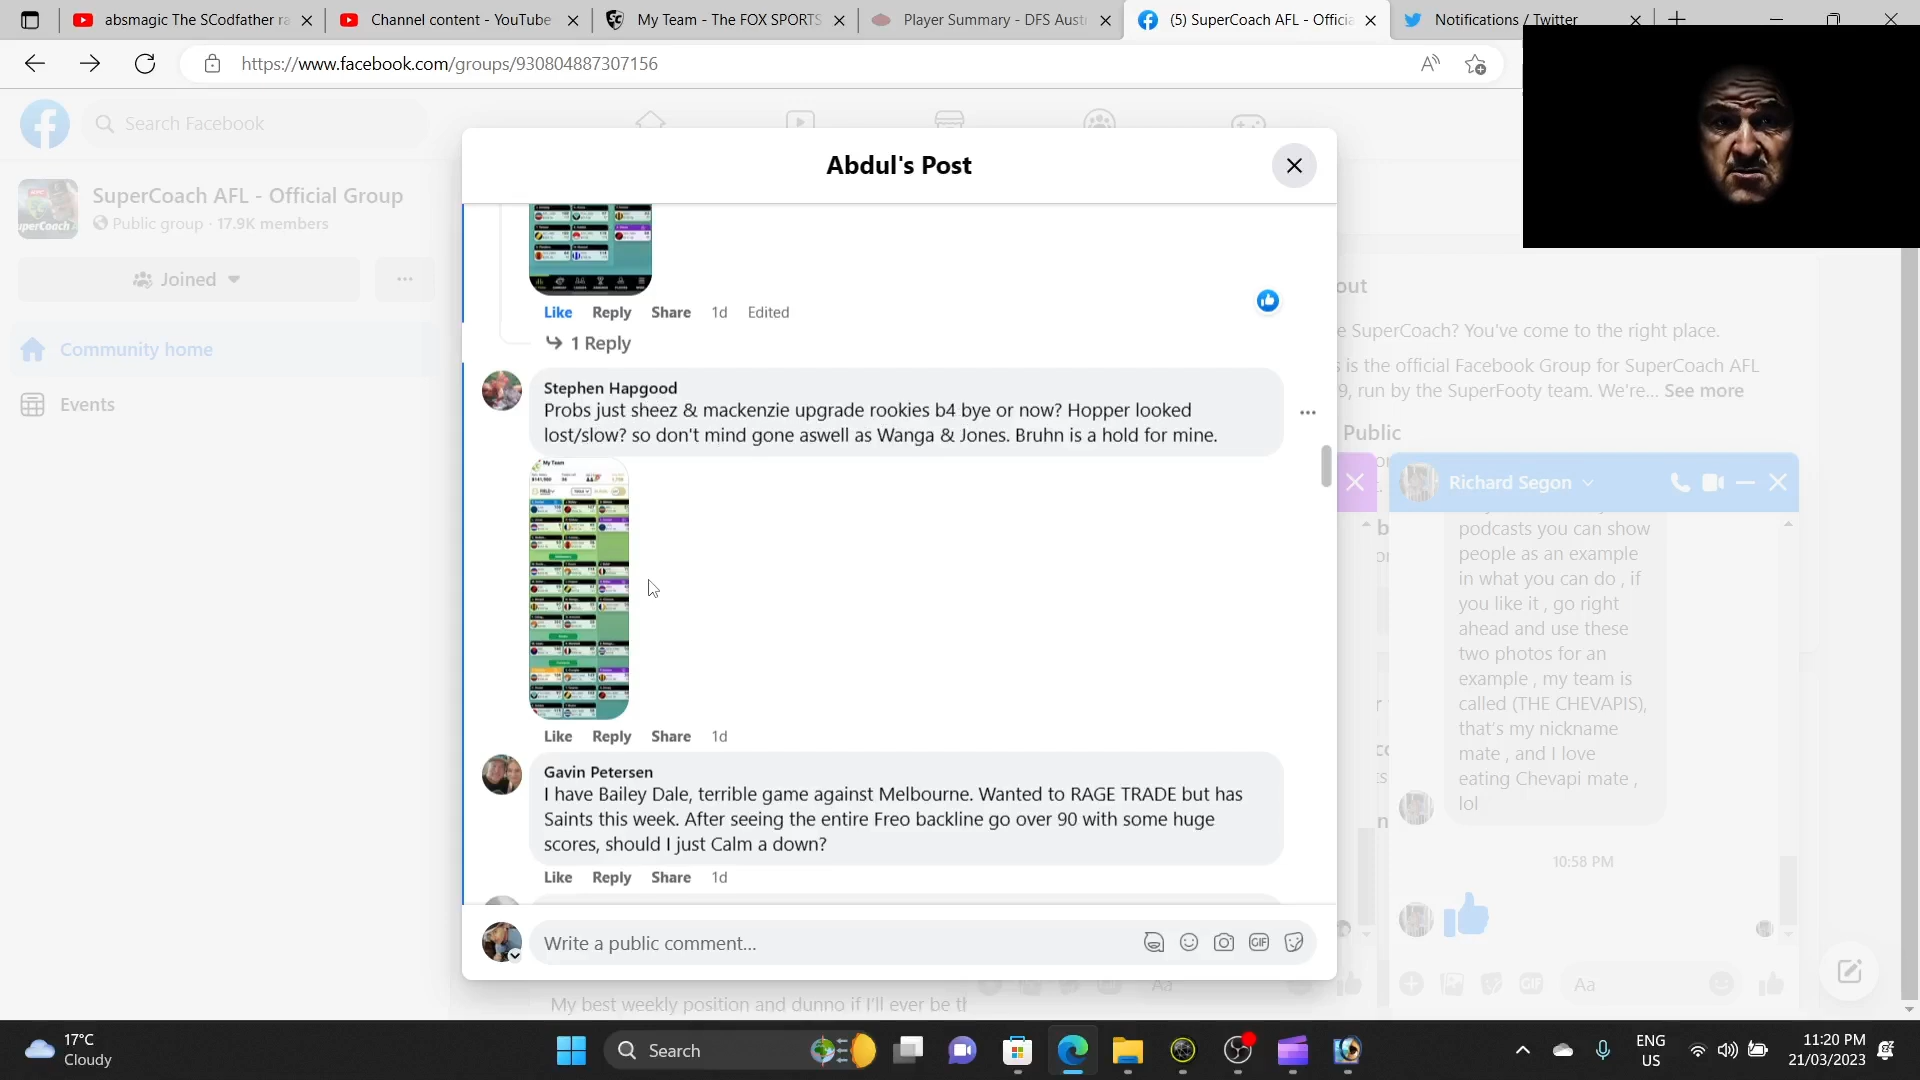 absmagic The SCodfather ra
Channel content - YouTube
My Team - The FOX SPORTS
Player Summary - DFS Aust
(5) SuperCoach AFL - Officia
Notifications / Twitter
https://www.facebook.com/groups/930804887307156
Search Facebook
Abdul's Post
SuperCoach AFL - Official Group
Public group · 17.9K members
Joined
Community home
Events
Like Reply Share 1d Edited
1 Reply
Stephen Hapgood
Probs just sheez & mackenzie upgrade rookies b4 bye or now? Hopper looked
lost/slow? so don't mind gone aswell as Wanga & Jones. Bruhn is a hold for mine.
My Team
Like Reply Share 1d
Gavin Petersen
I have Bailey Dale, terrible game against Melbourne. Wanted to RAGE TRADE but has
Saints this week. After seeing the entire Freo backline go over 90 with some huge
scores, should I just Calm a down?
Like Reply Share 1d
Write a public comment...
GIF
My best weekly position and dunno if I'll ever be th
out
e SuperCoach? You've come to the right place.
s is the official Facebook Group for SuperCoach AFL
9, run by the SuperFooty team. We're... See more
Public
Richard Segon
podcasts you can show
people as an example
in what you can do , if
you like it , go right
ahead and use these
two photos for an
example , my team is
called (THE CHEVAPIS),
that's my nickname
mate , and I love
eating Chevapi mate ,
lol
10:58 PM
GIF
Aa
GIF
Aa
17°C
Cloudy
Search
ENG
US
11:20 PM
21/03/2023